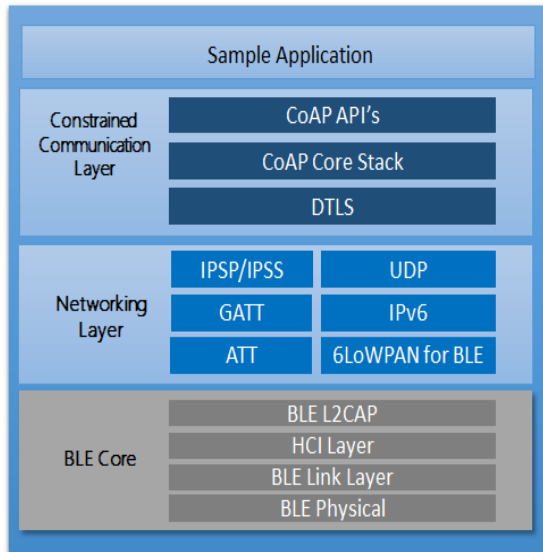 Sample Application
Constrained
Communication
Layer
CoAP API's
CoAP Core Stack
DTLS
Networking
Layer
IPSP/IPSS
UDP
GATT
IPv6
ATT
6LoWPAN for BLE
BLE Core
BLE L2CAP
HCI Layer
BLE Link Layer
BLE Physical